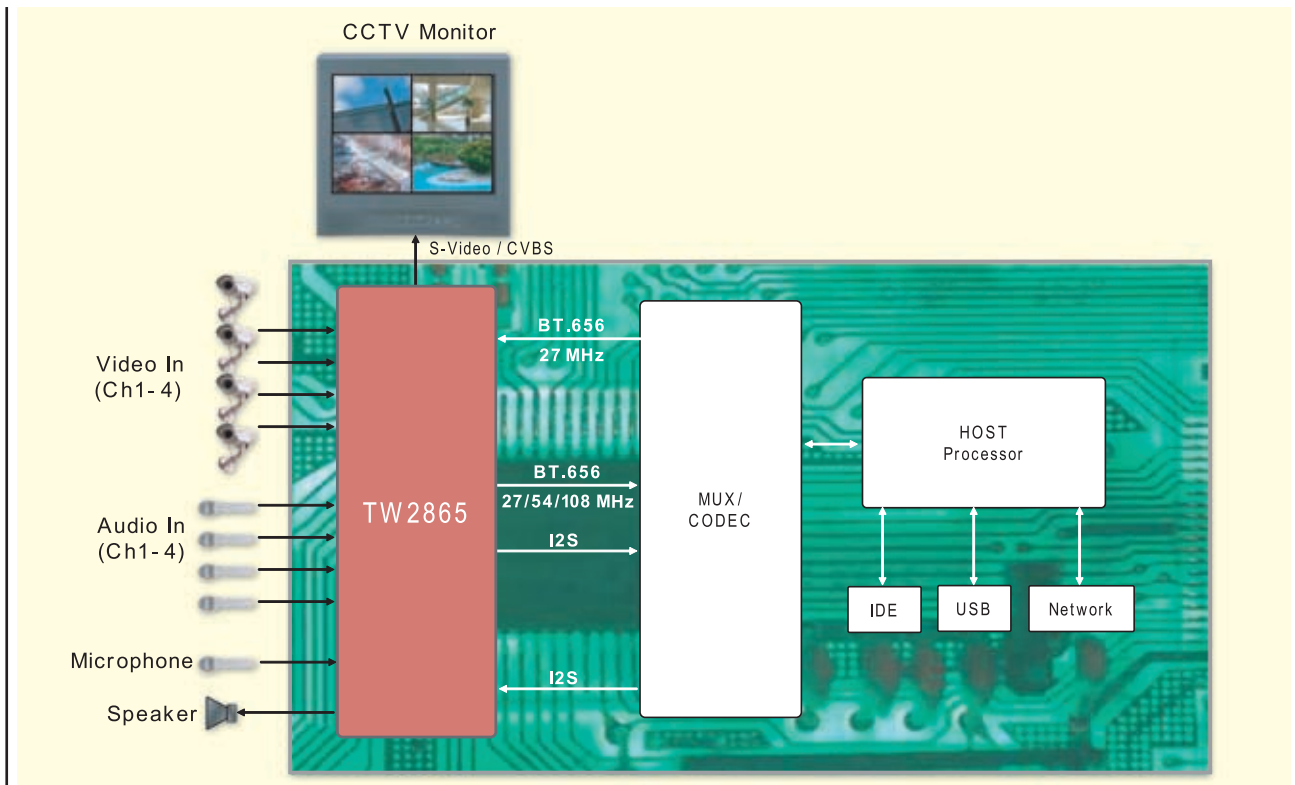 CCTV Monitor
S-Video / CVBS
Video In
(Ch1-4)
Audio In
(Ch1-4)
Microphone
Speaker
TW2865
BT.656
27 MHz
BT.656
27/54/108 MHz
I2S
I2S
MUX/
CODEC
HOST
Processor
IDE
USB
Network